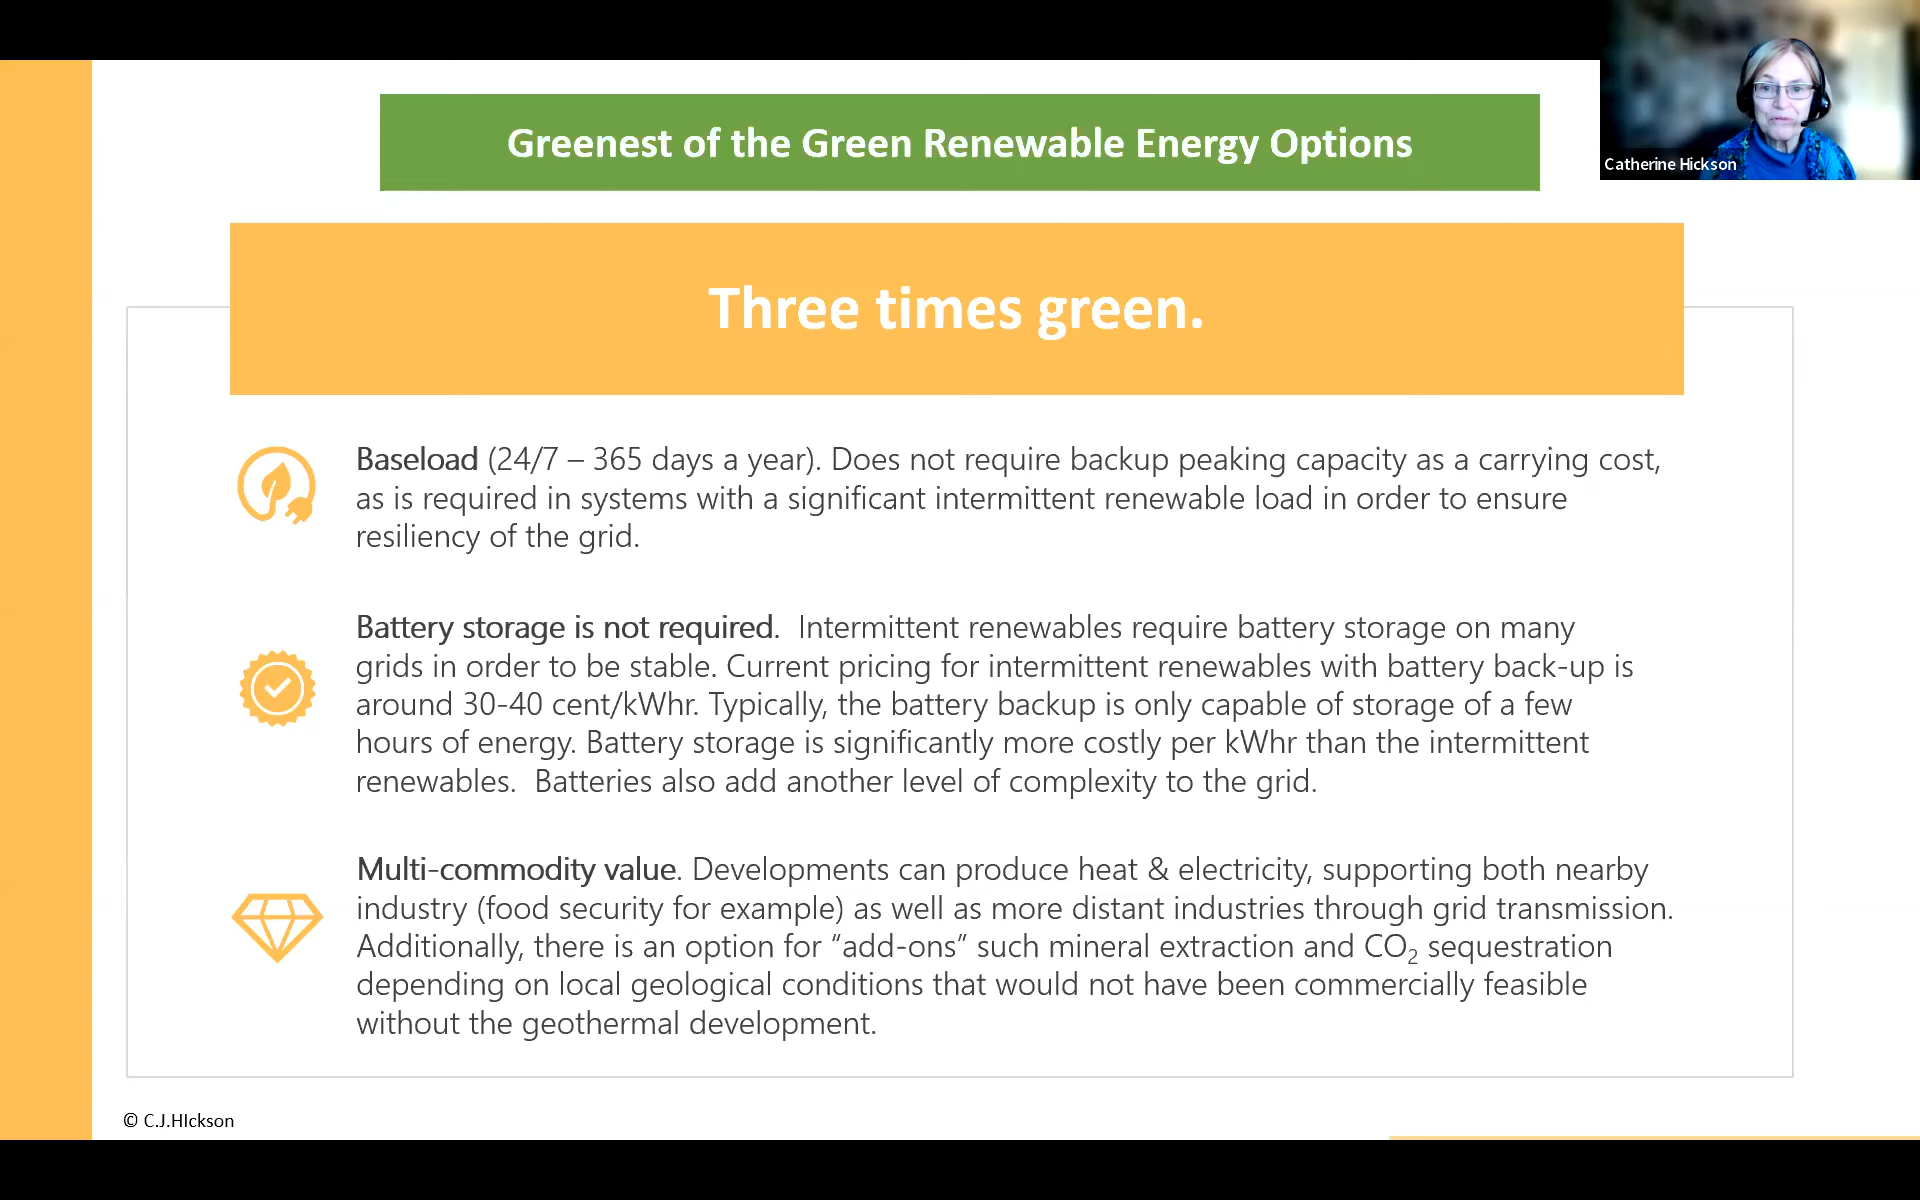 Greenest of the Green Renewable Energy Options
Catherine Hickson
Three times green.
Baseload (24/7 – 365 days a year). Does not require backup peaking capacity as a carrying cost,
as is required in systems with a significant intermittent renewable load in order to ensure
resiliency of the grid.
Battery storage is not required.  Intermittent renewables require battery storage on many
grids in order to be stable. Current pricing for intermittent renewables with battery back-up is
around 30-40 cent/kWhr. Typically, the battery backup is only capable of storage of a few
hours of energy. Battery storage is significantly more costly per kWhr than the intermittent
renewables.  Batteries also add another level of complexity to the grid.
Multi-commodity value. Developments can produce heat & electricity, supporting both nearby
industry (food security for example) as well as more distant industries through grid transmission.
Additionally, there is an option for “add-ons” such mineral extraction and CO₂ sequestration
depending on local geological conditions that would not have been commercially feasible
without the geothermal development.
© C.J.HIckson